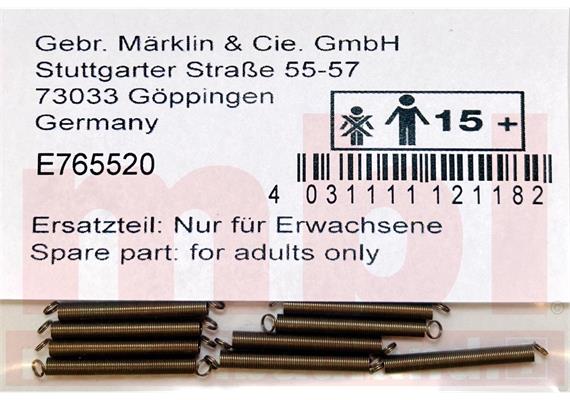 Gebr. Märklin & Cie. GmbH
Stuttgarter Straße 55-57
73033 Göppingen
Germany
15 +
E765520
4 031111 121182
Ersatzteil: Nur für Erwachsene
Spare part: for adults only
mbl